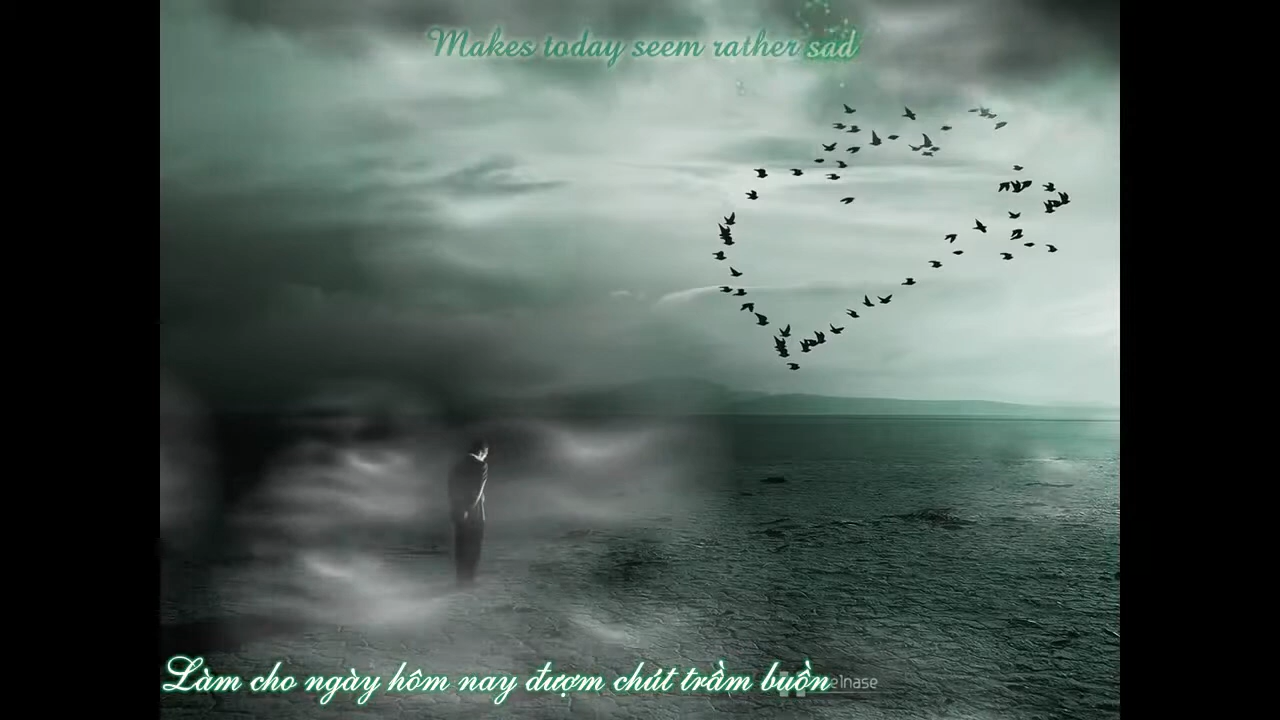 Makes today seem rather sad
Làm cho ngày hôm nay đượm chút trầm buồn